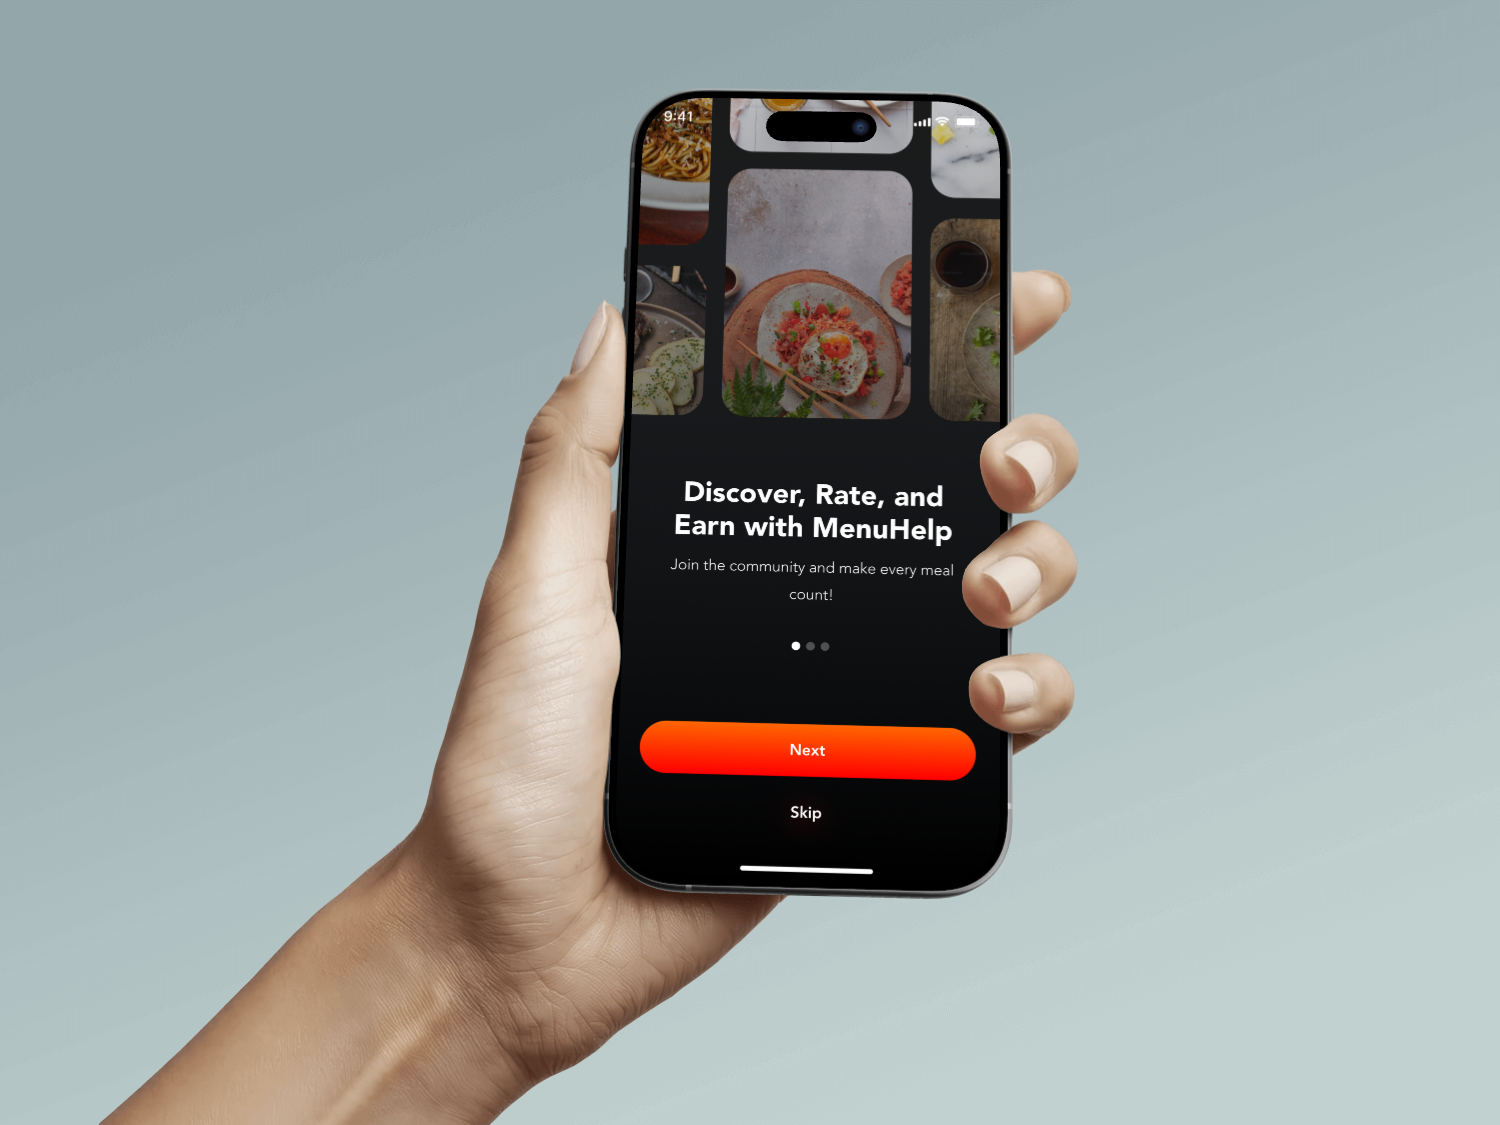 9:41
Discover, Rate, and
Earn with MenuHelp
Join the community and make every meal
count!
Next
Skip